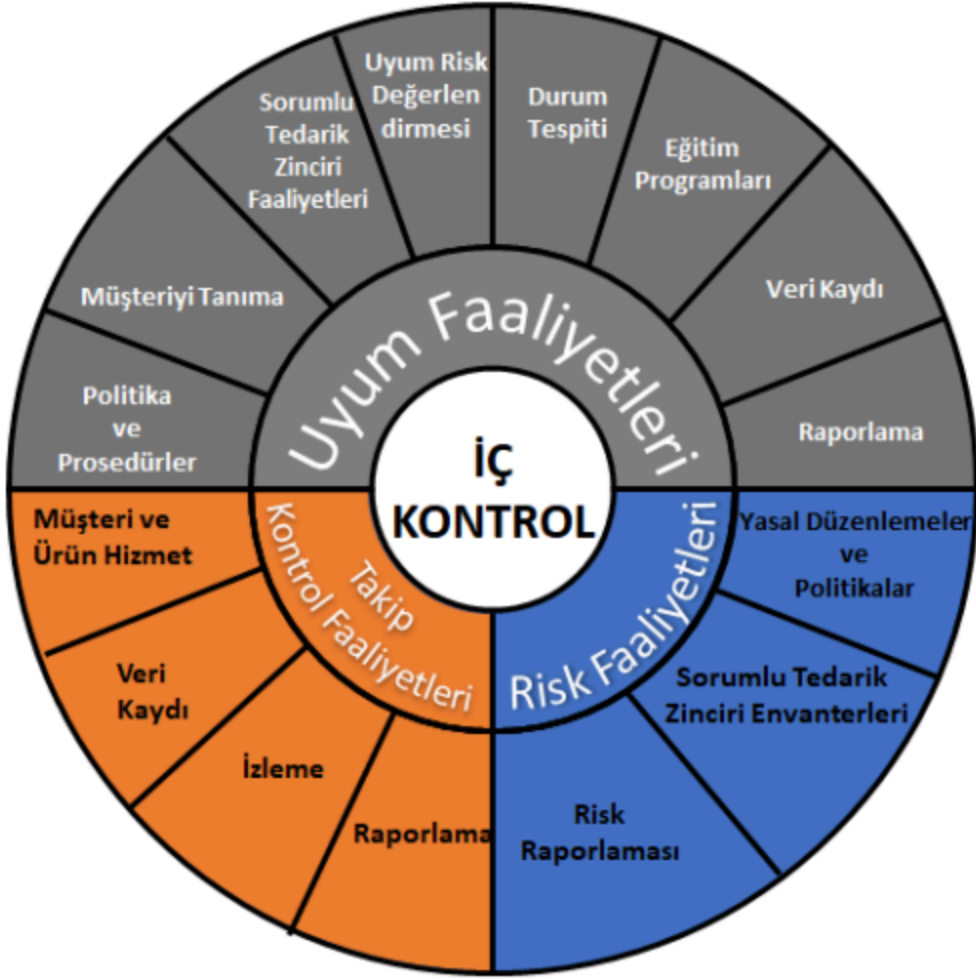 İÇ
KONTROL
Uyum Faaliyetleri
Politika
ve
Prosedürler
Müşteriyi Tanıma
Sorumlu
Tedarik
Zinciri
Faaliyetleri
Uyum Risk
Değerlen
dirmesi
Durum
Tespiti
Eğitim
Programları
Veri Kaydı
Raporlama
Risk Faaliyetleri
Yasal Düzenlemeler
ve
Politikalar
Sorumlu Tedarik
Zinciri Envanterleri
Risk
Raporlaması
Takip
Kontrol Faaliyetleri
Müşteri ve
Ürün Hizmet
Veri
Kaydı
İzleme
Raporlama